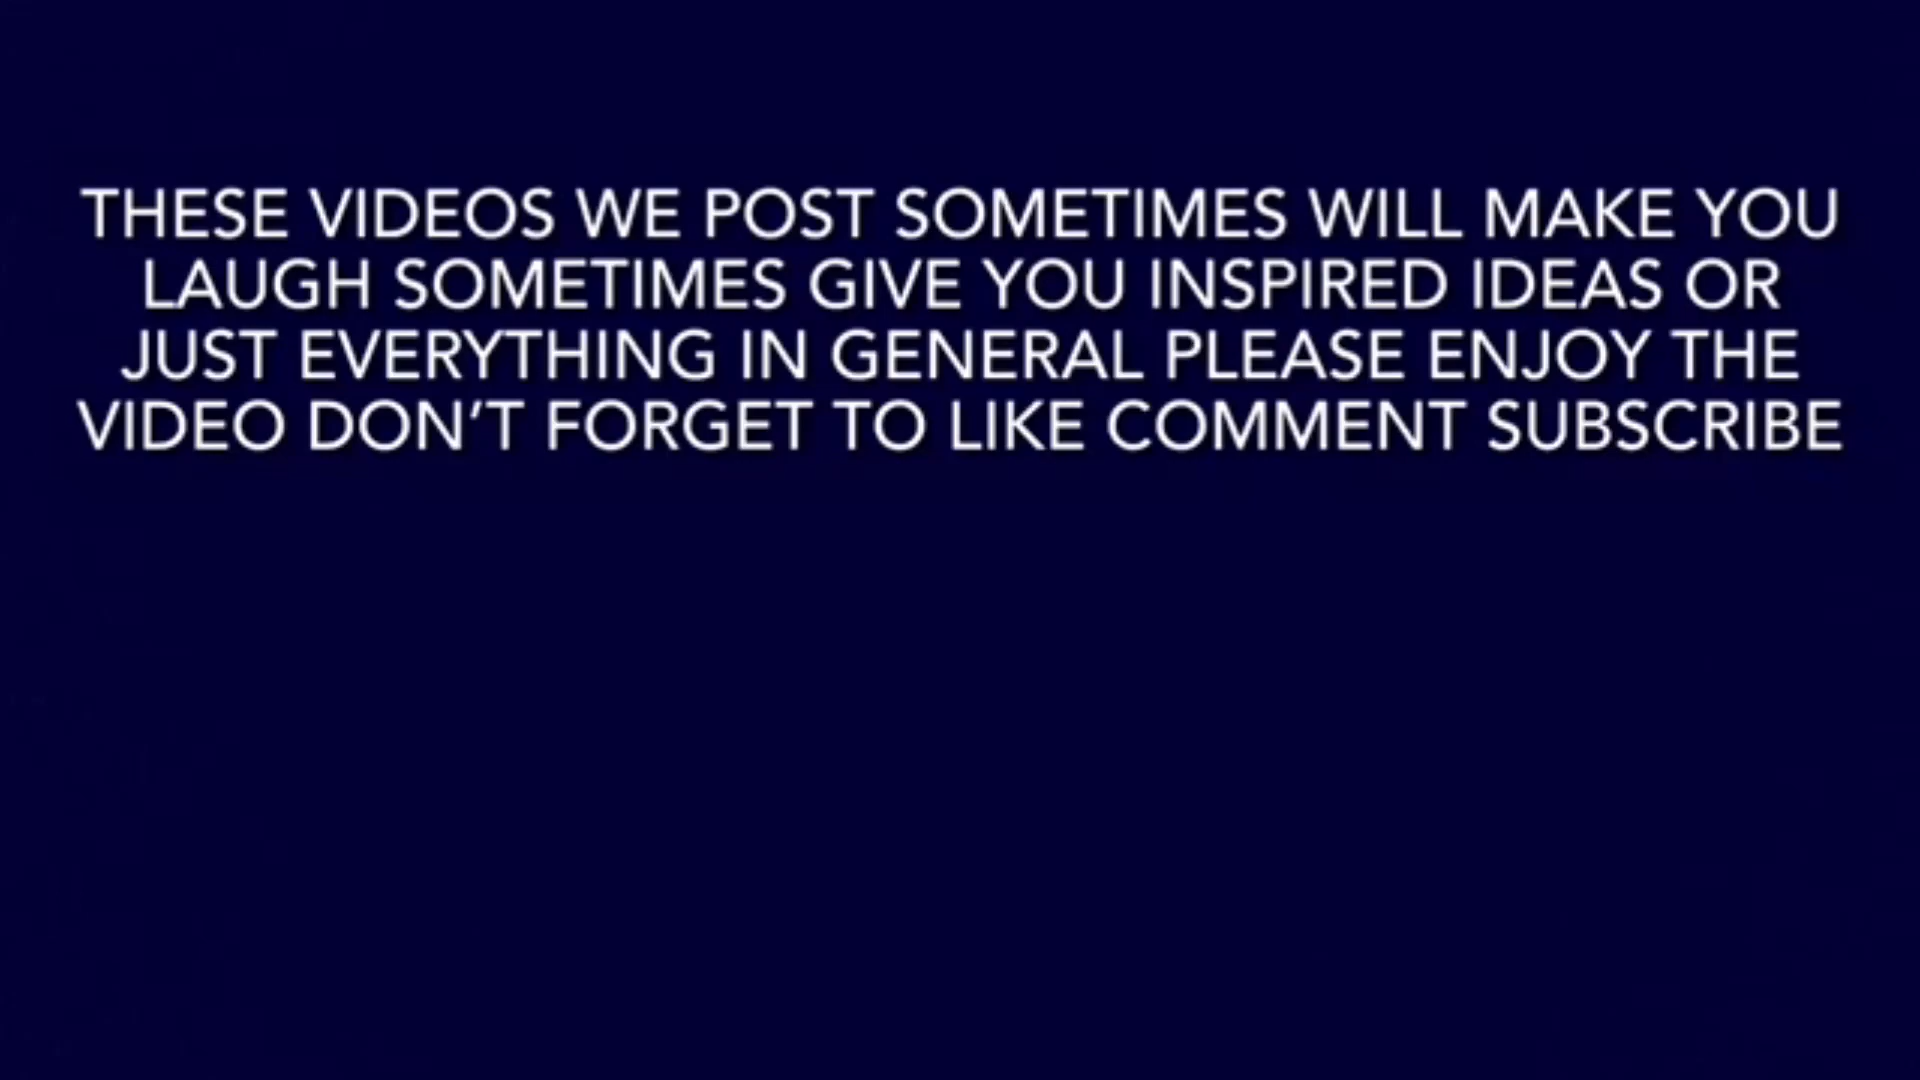 THESE VIDEOS WE POST SOMETIMES WILL MAKE YOU
LAUGH SOMETIMES GIVE YOU INSPIRED IDEAS OR
JUST EVERYTHING IN GENERAL PLEASE ENJOY THE
VIDEO DON’T FORGET TO LIKE COMMENT SUBSCRIBE